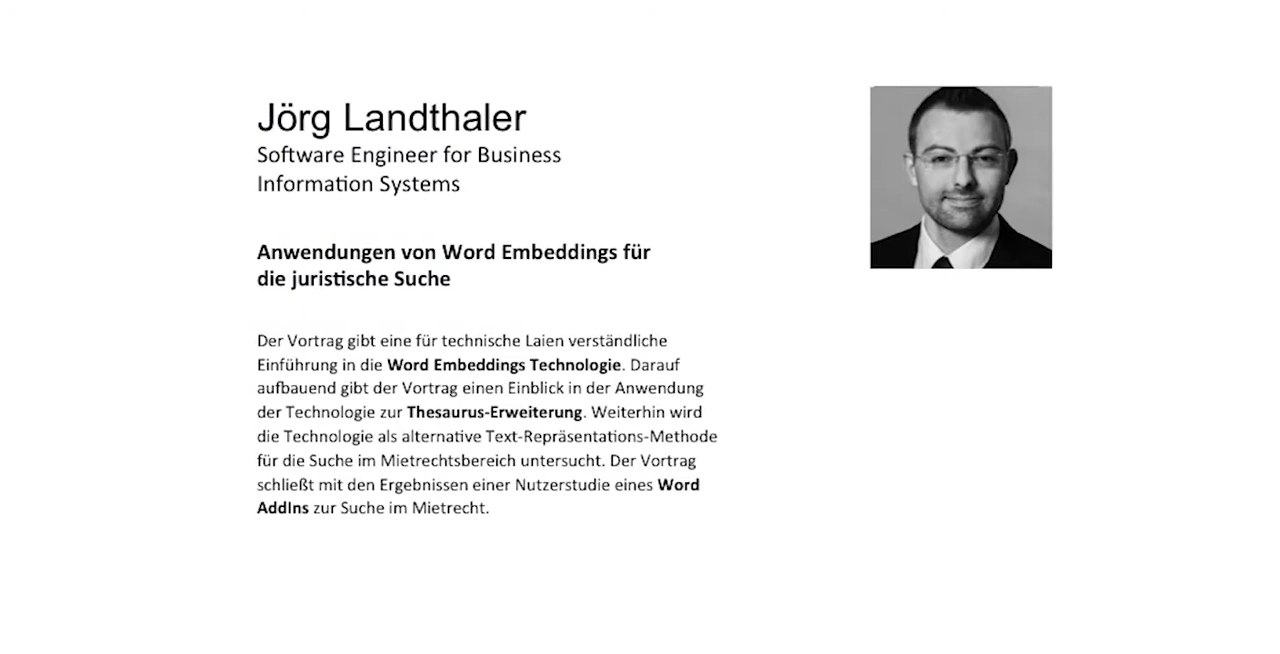 Jörg Landthaler
Software Engineer for Business
Information Systems
Anwendungen von Word Embeddings für
die juristische Suche
Der Vortrag gibt eine für technische Laien verständliche
Einführung in die Word Embeddings Technologie. Darauf
aufbauend gibt der Vortrag einen Einblick in der Anwendung
der Technologie zur Thesaurus-Erweiterung. Weiterhin wird
die Technologie als alternative Text-Repräsentations-Methode
für die Suche im Mietrechtsbereich untersucht. Der Vortrag
schließt mit den Ergebnissen einer Nutzerstudie eines Word
AddIns zur Suche im Mietrecht.